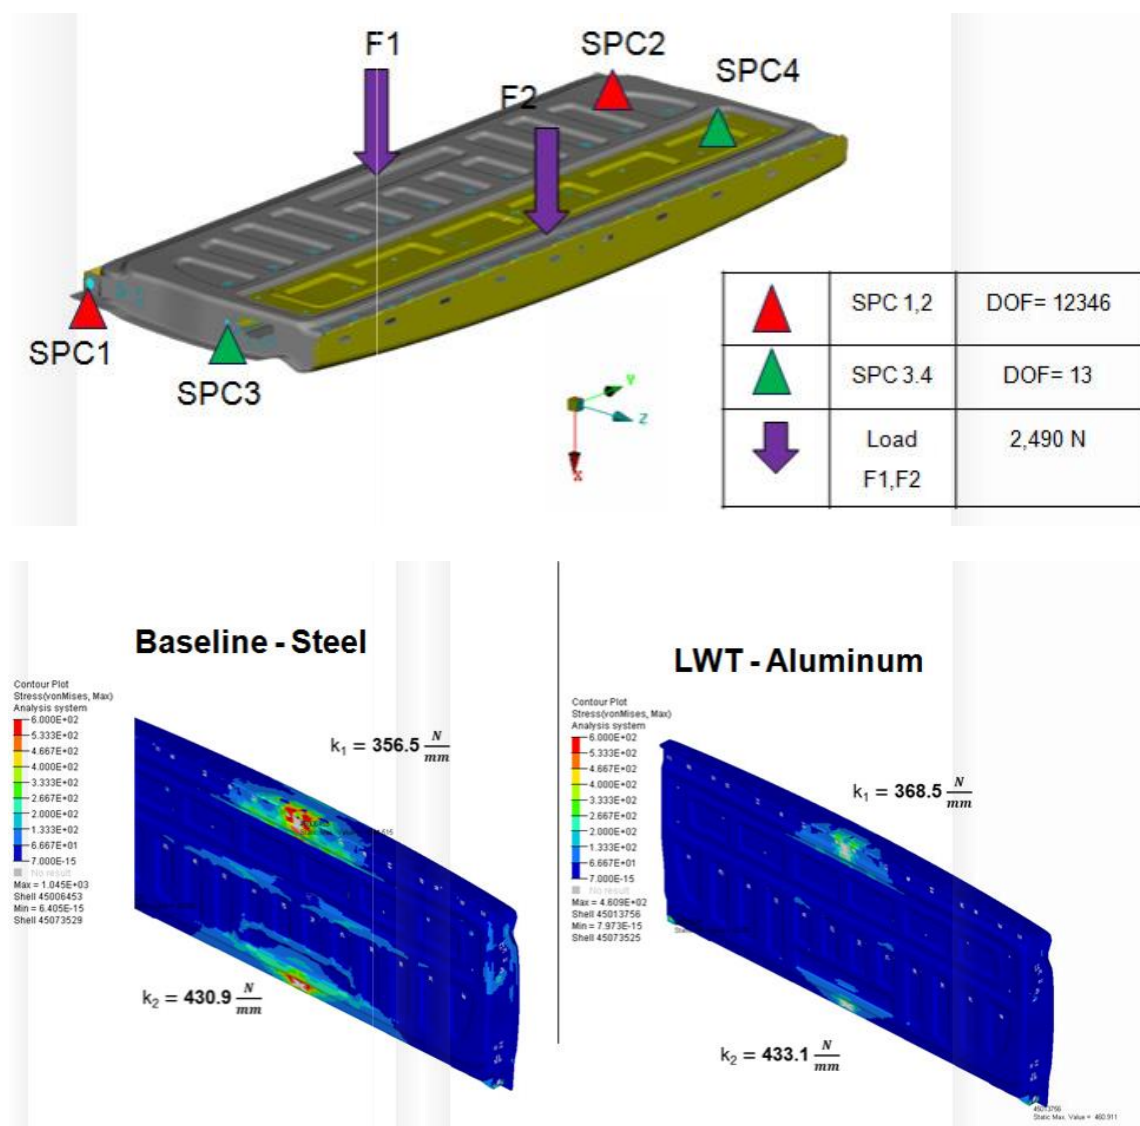 F1
SPC2
SPC4
F2
SPC1
SPC3
Y
Z
X
SPC 1,2 DOF= 12346
SPC 3.4 DOF= 13
Load 2,490 N
F1,F2
Baseline - Steel
Contour Plot
Stress(vonMises, Max)
Analysis system
6.000E+02
5.333E+02
4.667E+02
4.000E+02
3.333E+02
2.667E+02
2.000E+02
1.333E+02
6.667E+01
7.000E-15
No result
Max = 1.045E+03
Shell 45006453
Min = 6.405E-15
Shell 45073529
k₁ = 356.5 N/mm
k₂ = 430.9 N/mm
LWT - Aluminum
Contour Plot
Stress(vonMises, Max)
Analysis system
6.000E+02
5.333E+02
4.667E+02
4.000E+02
3.333E+02
2.667E+02
2.000E+02
1.333E+02
6.667E+01
7.000E-15
No result
Max = 4.609E+02
Shell 45013756
Min = 7.973E-15
Shell 45073525
k₁ = 368.5 N/mm
k₂ = 433.1 N/mm
45013756
Static Max. Value = 460.911